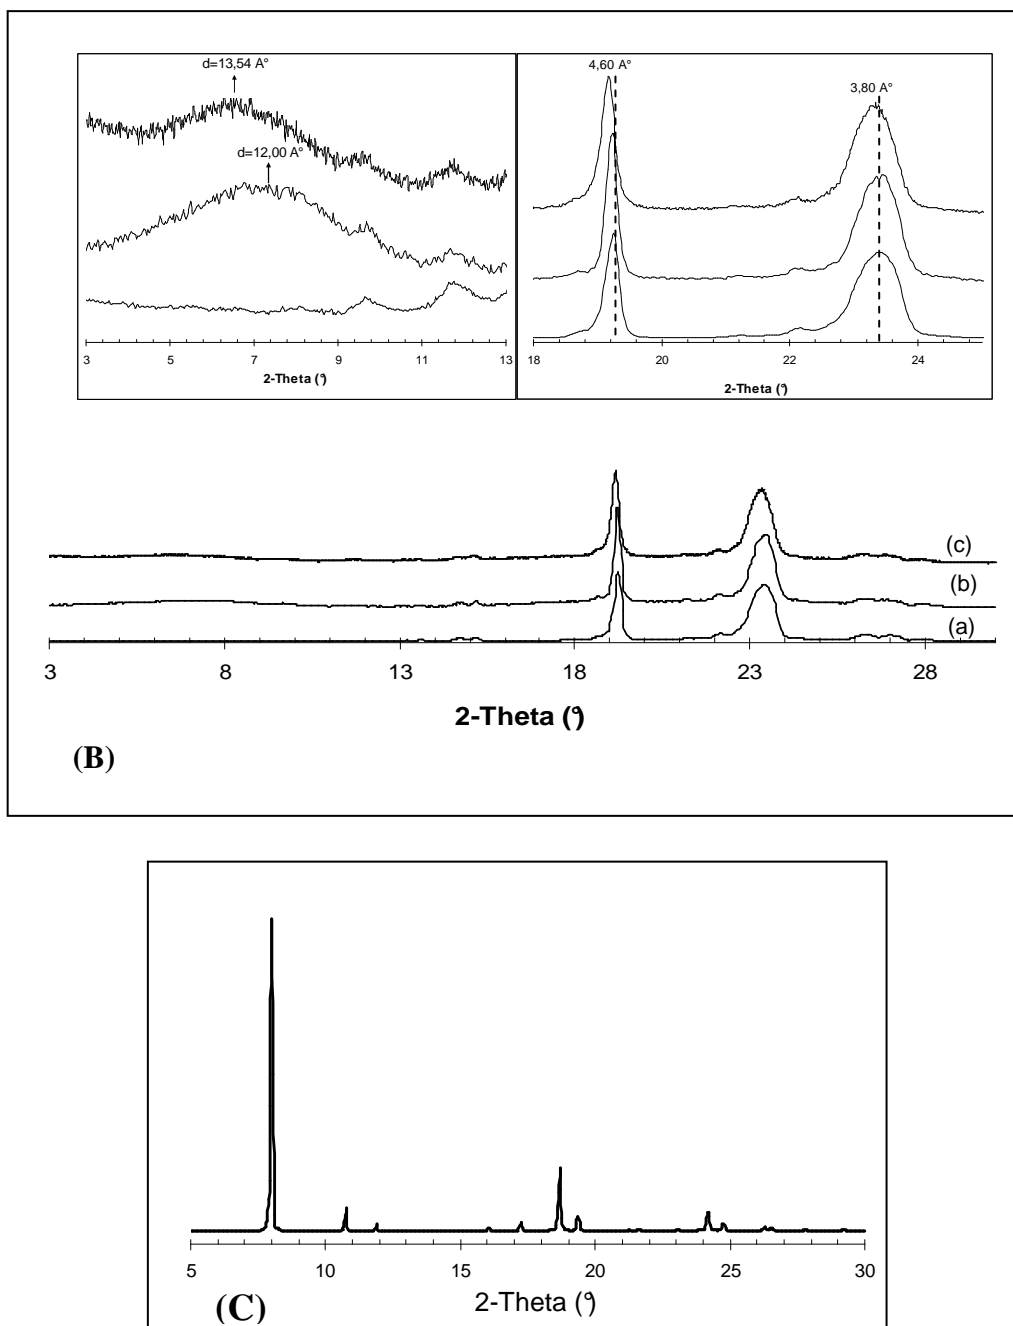 d=13,54 A°
d=12,00 A°
3 5 7 9 11 13
2-Theta (°)
4,60 A°
3,80 A°
18 20 22 24
2-Theta (°)
(c)
(b)
(a)
3 8 13 18 23 28
2-Theta (°)
(B)
5 10 15 20 25 30
2-Theta (°)
(C)